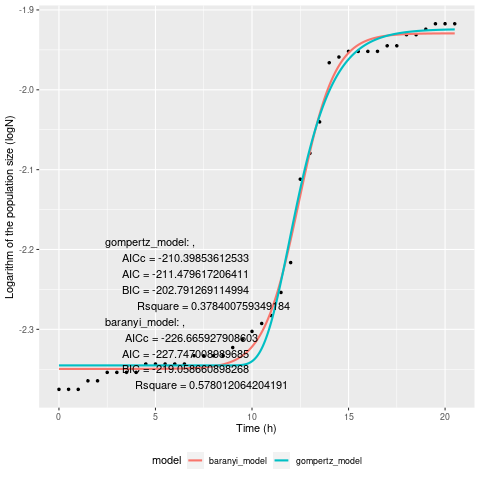 -1.9
-2.0
-2.1
-2.2
-2.3
Logarithm of the population size (logN)
gompertz_model: ,
AICc = -210.39853612533
AIC = -211.479617206411
BIC = -202.791269114994
Rsquare = 0.378400759349184
baranyi_model: ,
AICc = -226.665927908603
AIC = -227.747008989685
BIC = -219.058660898268
Rsquare = 0.578012064204191
0 5 10 15 20
Time (h)
model baranyi_model gompertz_model